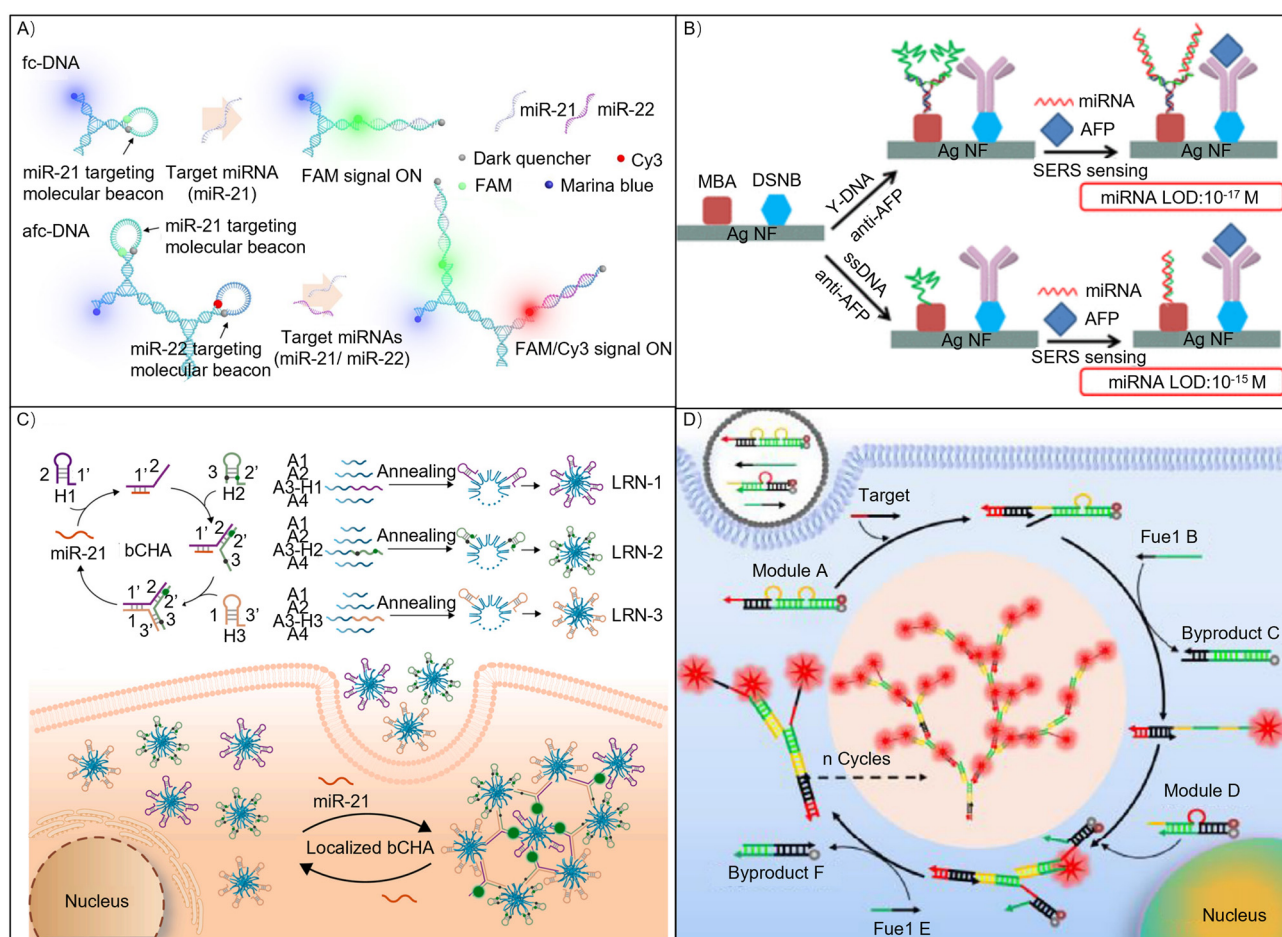 A)
fc-DNA
miR-21 targeting
molecular beacon
Target miRNA
(miR-21)
FAM signal ON
miR-21
miR-22
Dark quencher
Cy3
FAM
Marina blue
afc-DNA
miR-21 targeting
molecular beacon
miR-22 targeting
molecular beacon
Target miRNAs
(miR-21/ miR-22)
FAM/Cy3 signal ON
B)
MBA
DSNB
Ag NF
Y-DNA
anti-AFP
ssDNA
anti-AFP
Ag NF
miRNA
AFP
SERS sensing
Ag NF
miRNA LOD:10⁻¹⁷ M
Ag NF
miRNA
AFP
SERS sensing
Ag NF
miRNA LOD:10⁻¹⁵ M
C)
2
1'
H1
1'
2
3
2'
H2
miR-21
bCHA
1'
2
2'
3
1'
2
2'
1
3
3'
1
3'
H3
A1
A2
A3-H1
A4
Annealing
LRN-1
A1
A2
A3-H2
A4
Annealing
LRN-2
A1
A2
A3-H3
A4
Annealing
LRN-3
miR-21
Localized bCHA
Nucleus
D)
Target
Module A
Fue1 B
Byproduct C
n Cycles
Module D
Byproduct F
Fue1 E
Nucleus